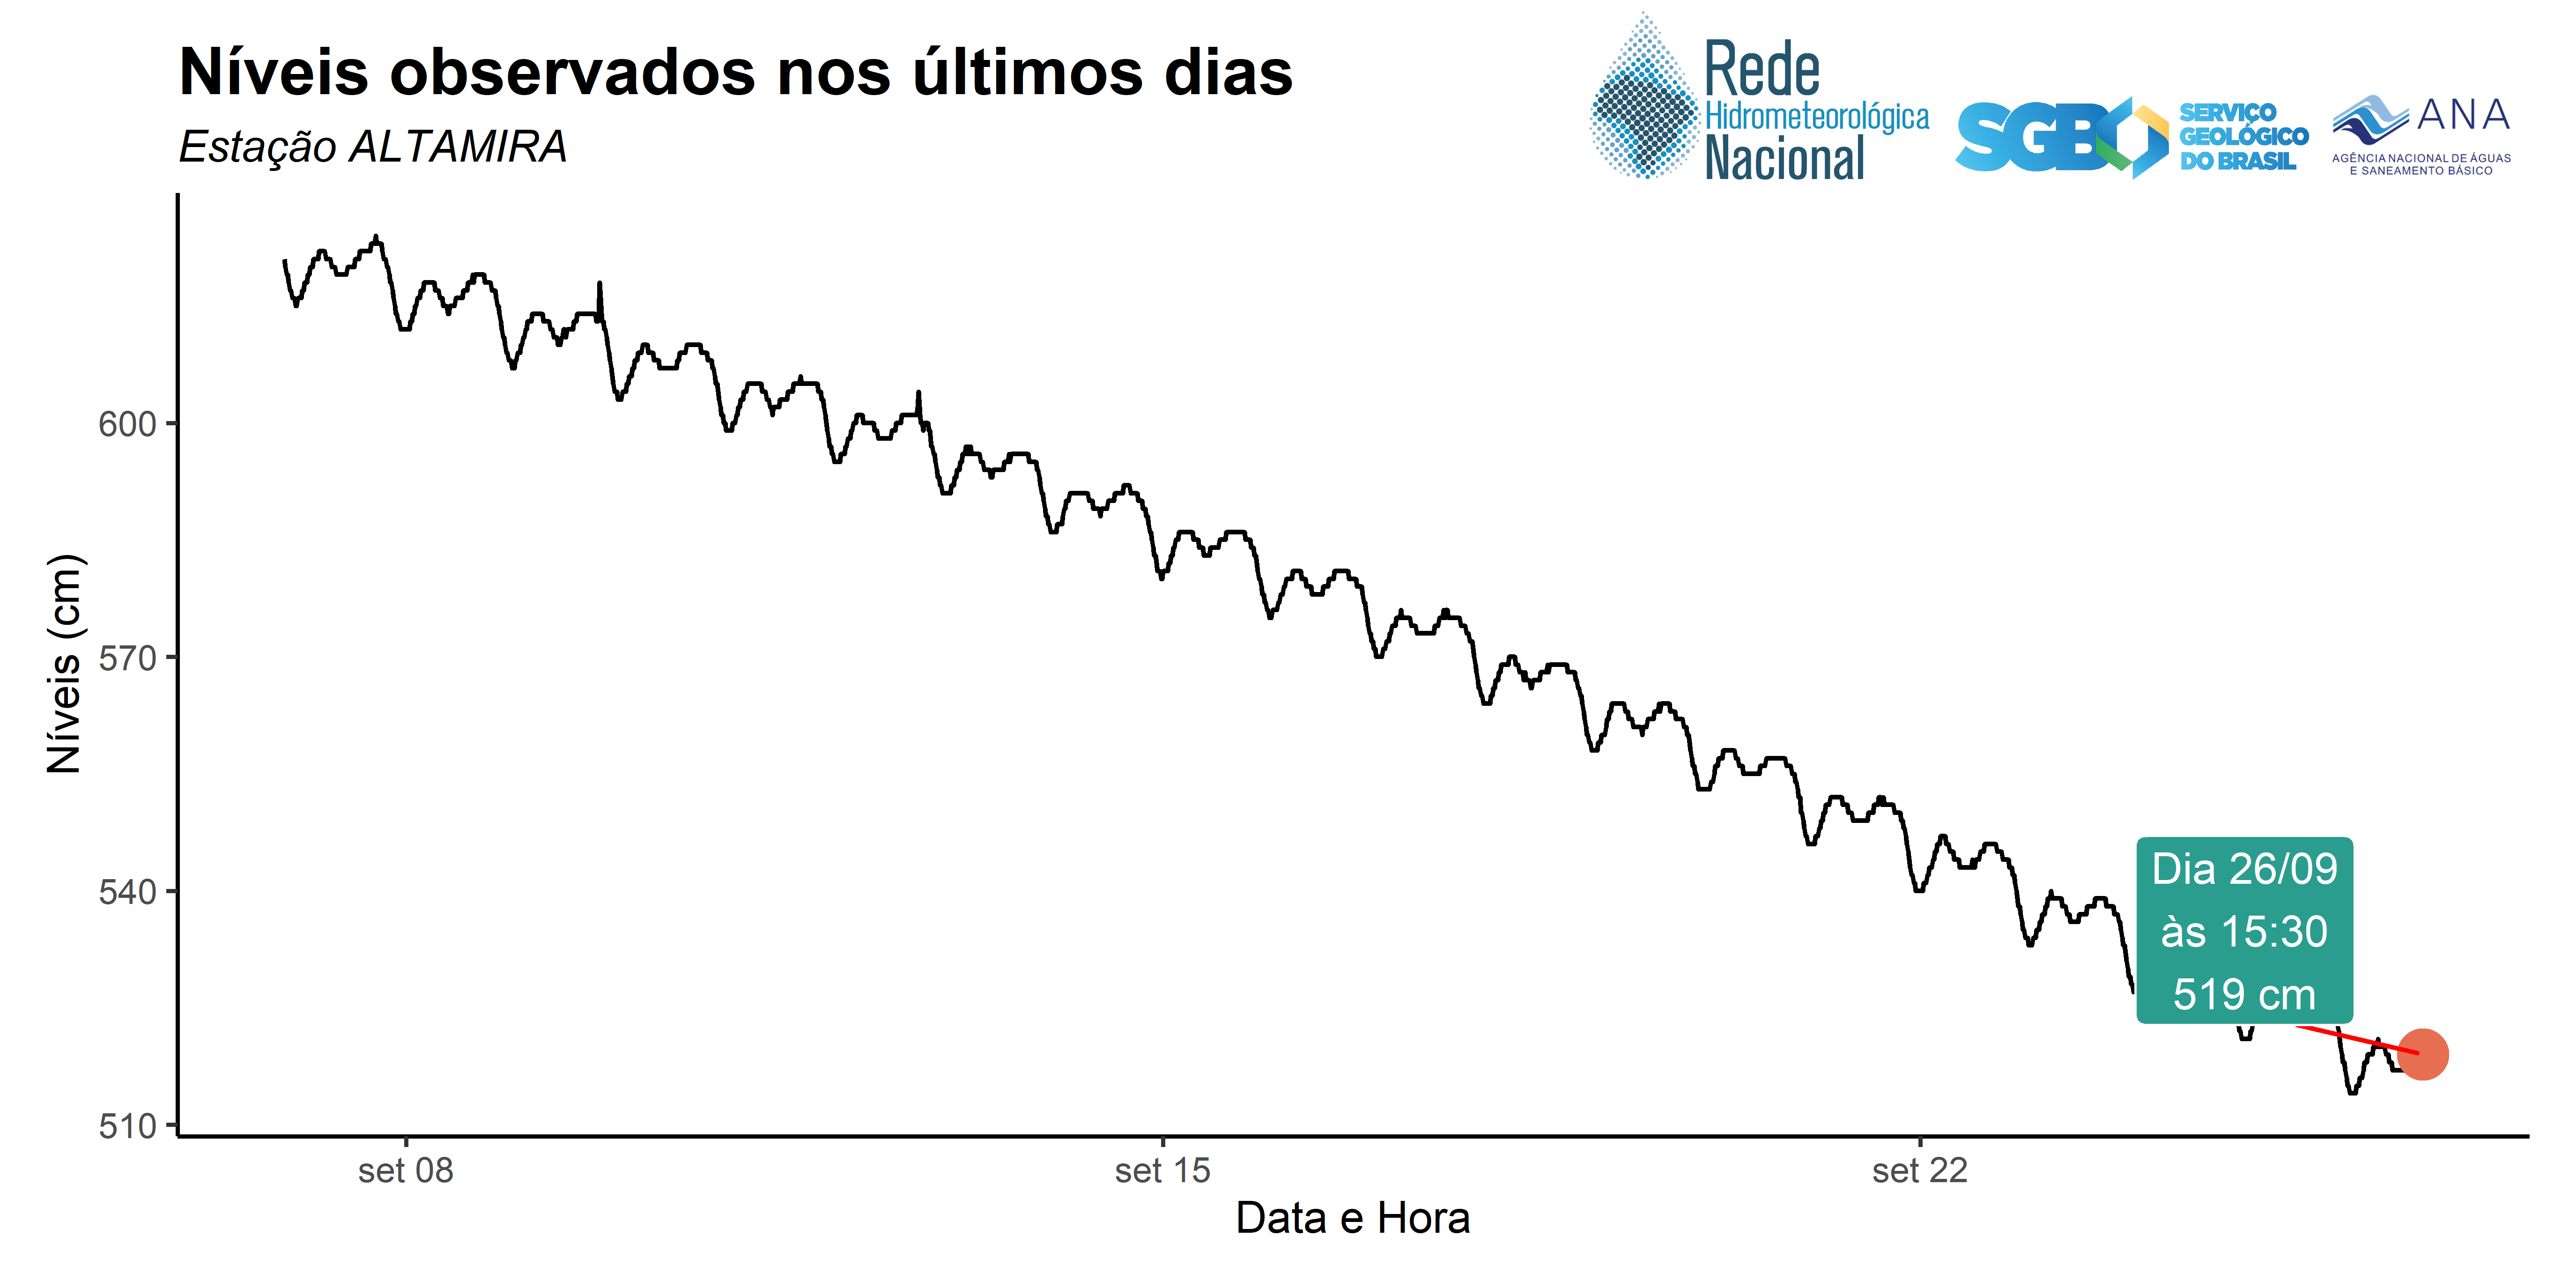 Níveis observados nos últimos dias
Estação ALTAMIRA
Rede
Hidrometeorológica
Nacional
SGB
SERVIÇO
GEOLÓGICO
DO BRASIL
ANA
AGÊNCIA NACIONAL DE ÁGUAS
E SANEAMENTO BÁSICO
Níveis (cm)
600
570
540
510
Dia 26/09
às 15:30
519 cm
set 08
set 15
set 22
Data e Hora